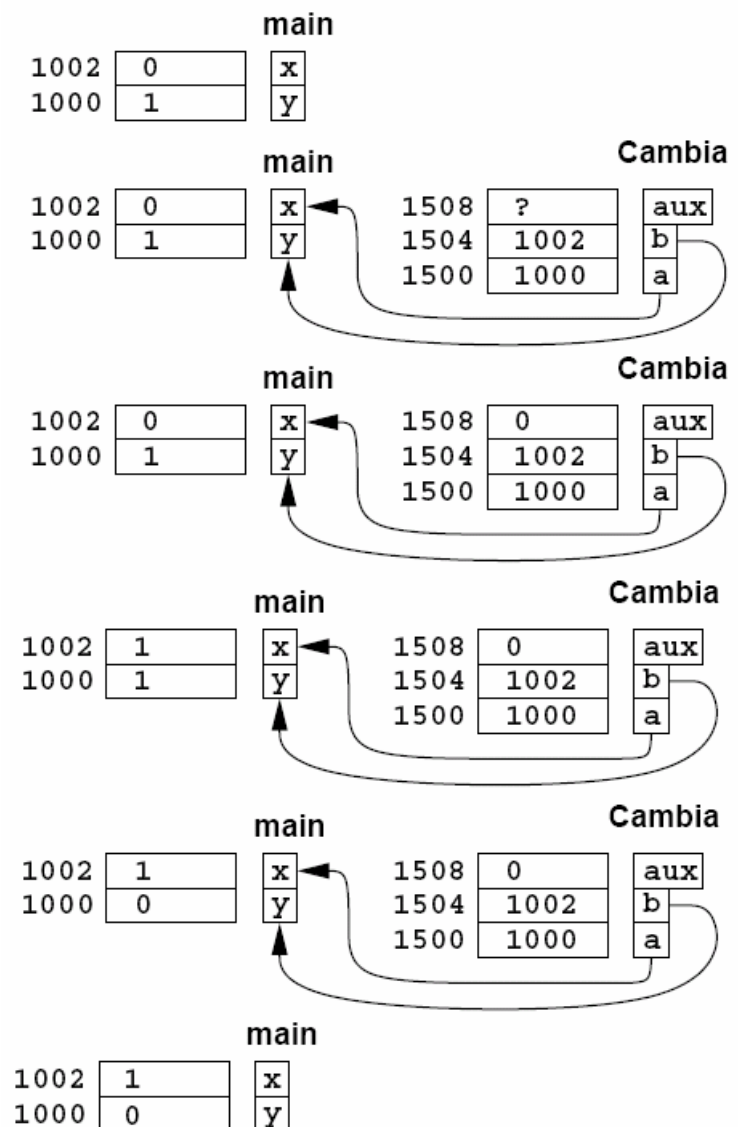 main
1002 0 x
1000 1 y
main Cambia
1002 0 x 1508 ? aux
1000 1 y 1504 1002 b
1500 1000 a
main Cambia
1002 0 x 1508 0 aux
1000 1 y 1504 1002 b
1500 1000 a
main Cambia
1002 1 x 1508 0 aux
1000 1 y 1504 1002 b
1500 1000 a
main Cambia
1002 1 x 1508 0 aux
1000 0 y 1504 1002 b
1500 1000 a
main
1002 1 x
1000 0 y